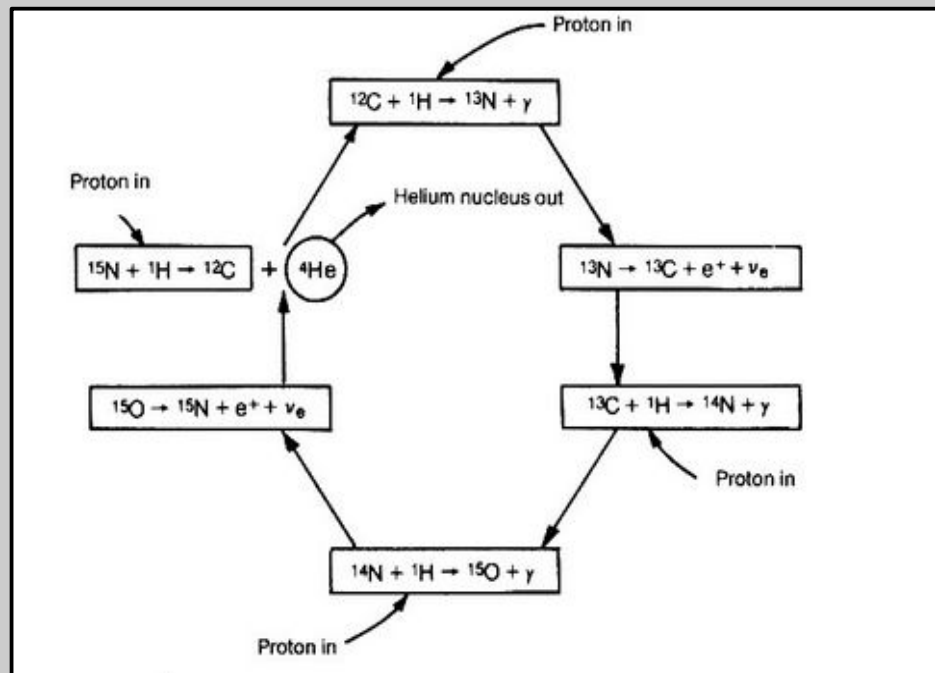 Proton in
¹²C + ¹H → ¹³N + γ
Proton in
Helium nucleus out
¹⁵N + ¹H → ¹²C + ⁴He
¹³N → ¹³C + e⁺ + νₑ
¹⁵O → ¹⁵N + e⁺ + νₑ
¹³C + ¹H → ¹⁴N + γ
Proton in
¹⁴N + ¹H → ¹⁵O + γ
Proton in